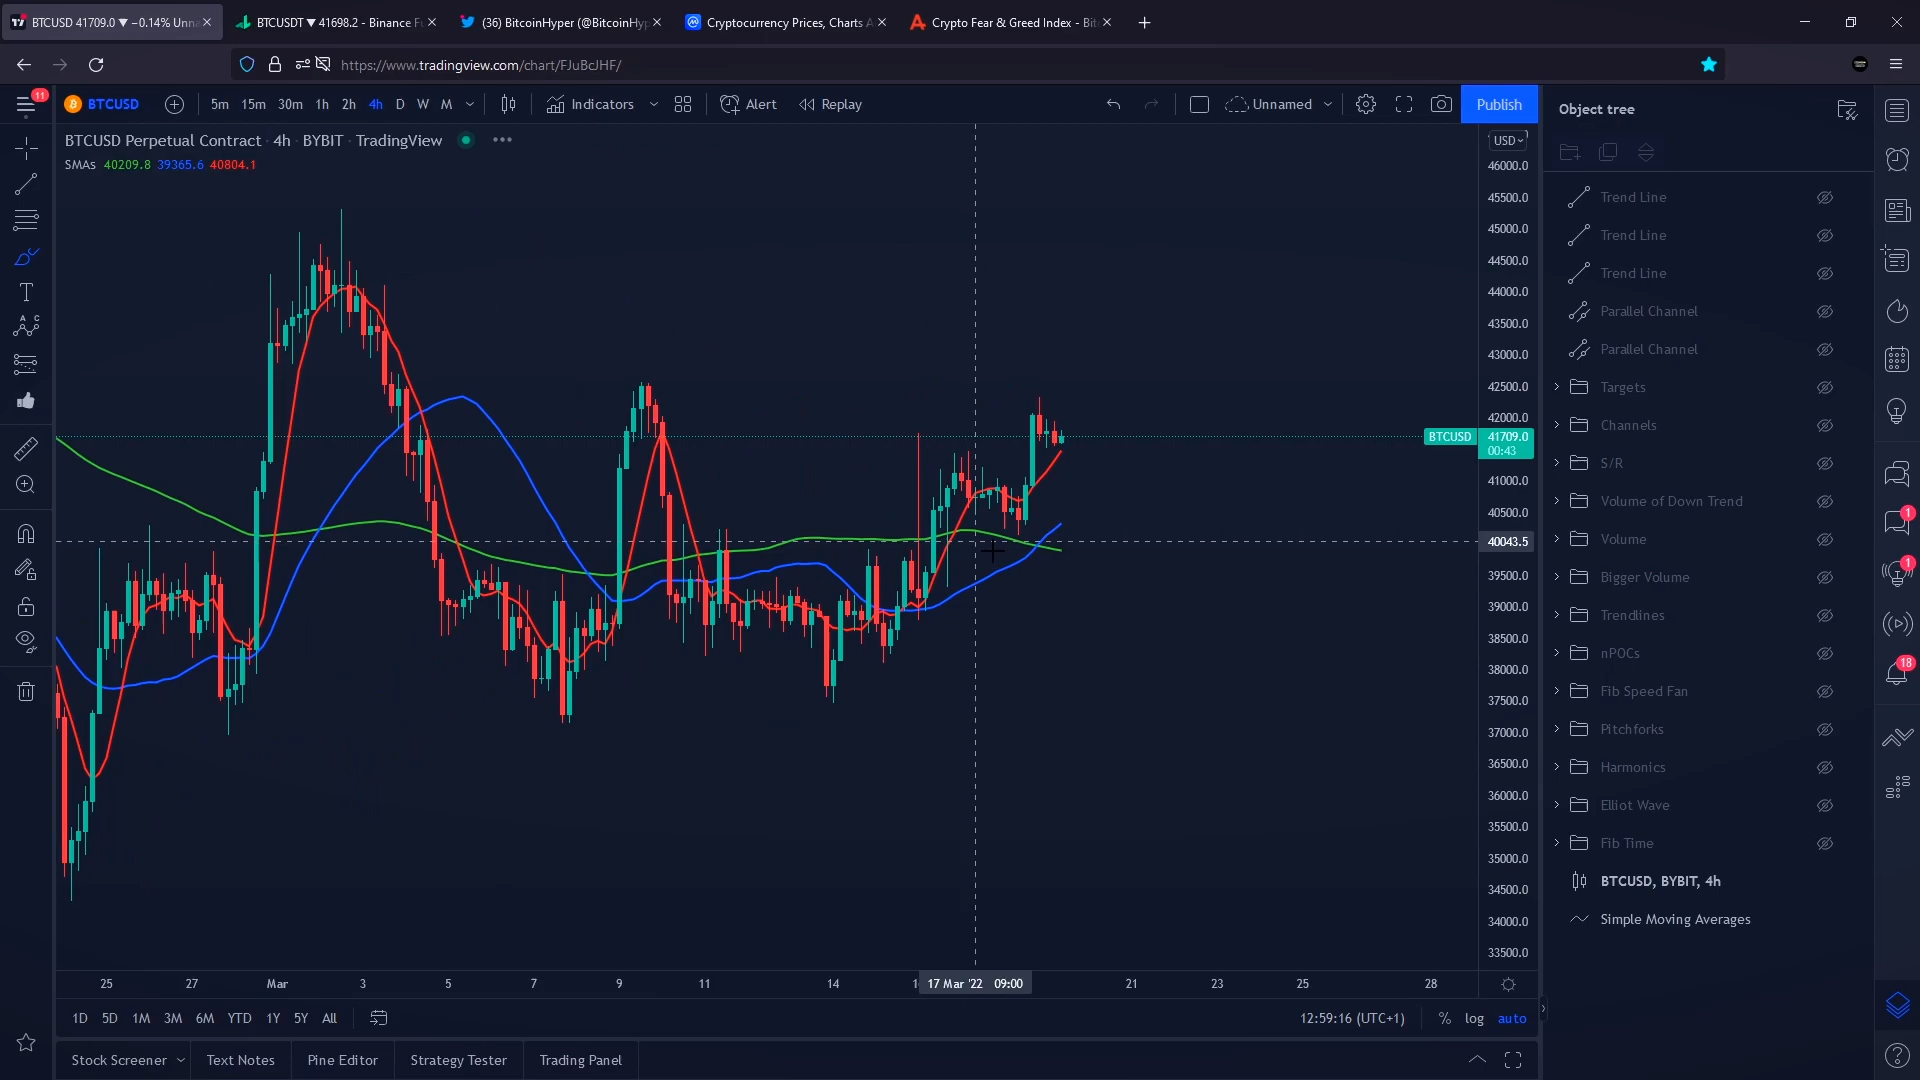 BTCUSD 41709.0 ▼ −0.14% Unna
BTCUSDT ▼ 41698.2 - Binance F
(36) BitcoinHyper (@BitcoinHyp
Cryptocurrency Prices, Charts A
Crypto Fear & Greed Index - Bit
https://www.tradingview.com/chart/FJuBcJHF/
11
BTCUSD
5m 15m 30m 1h 2h 4h D W M
Indicators
Alert
Replay
Unnamed
Publish
Object tree
BTCUSD Perpetual Contract · 4h · BYBIT · TradingView
SMAs 40209.8 39365.6 40804.1
USD
46000.0
45500.0
45000.0
44500.0
44000.0
43500.0
43000.0
42500.0
42000.0
BTCUSD 41709.0
00:43
41000.0
40500.0
40043.5
39500.0
39000.0
38500.0
38000.0
37500.0
37000.0
36500.0
36000.0
35500.0
35000.0
34500.0
34000.0
33500.0
Trend Line
Trend Line
Trend Line
Parallel Channel
Parallel Channel
Targets
Channels
S/R
Volume of Down Trend
Volume
Bigger Volume
Trendlines
nPOCs
Fib Speed Fan
Pitchforks
Harmonics
Elliot Wave
Fib Time
BTCUSD, BYBIT, 4h
Simple Moving Averages
1
1
18
25 27 Mar 3 5 7 9 11 14 1 17 Mar '22 09:00 21 23 25 28
1D 5D 1M 3M 6M YTD 1Y 5Y All
12:59:16 (UTC+1) % log auto
Stock Screener Text Notes Pine Editor Strategy Tester Trading Panel